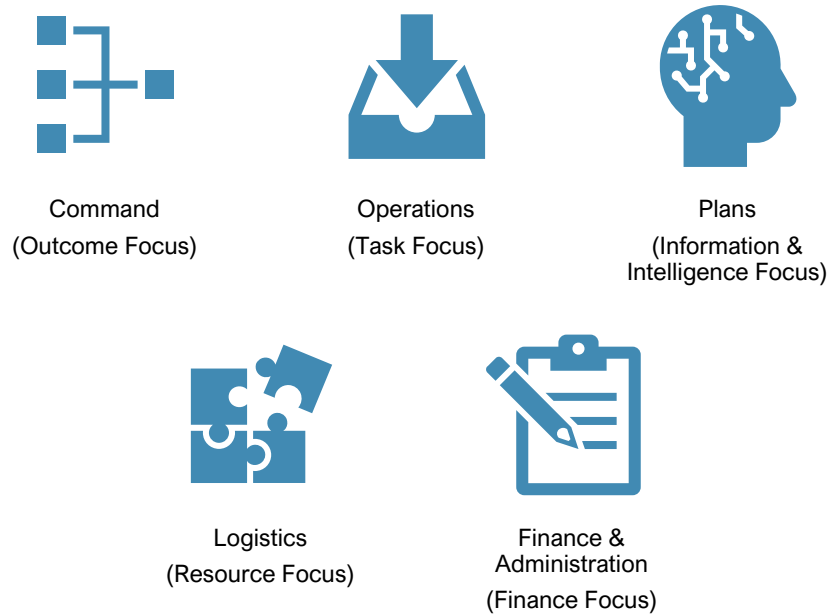 Command
(Outcome Focus)
Operations
(Task Focus)
Plans
(Information &
Intelligence Focus)
Logistics
(Resource Focus)
Finance &
Administration
(Finance Focus)